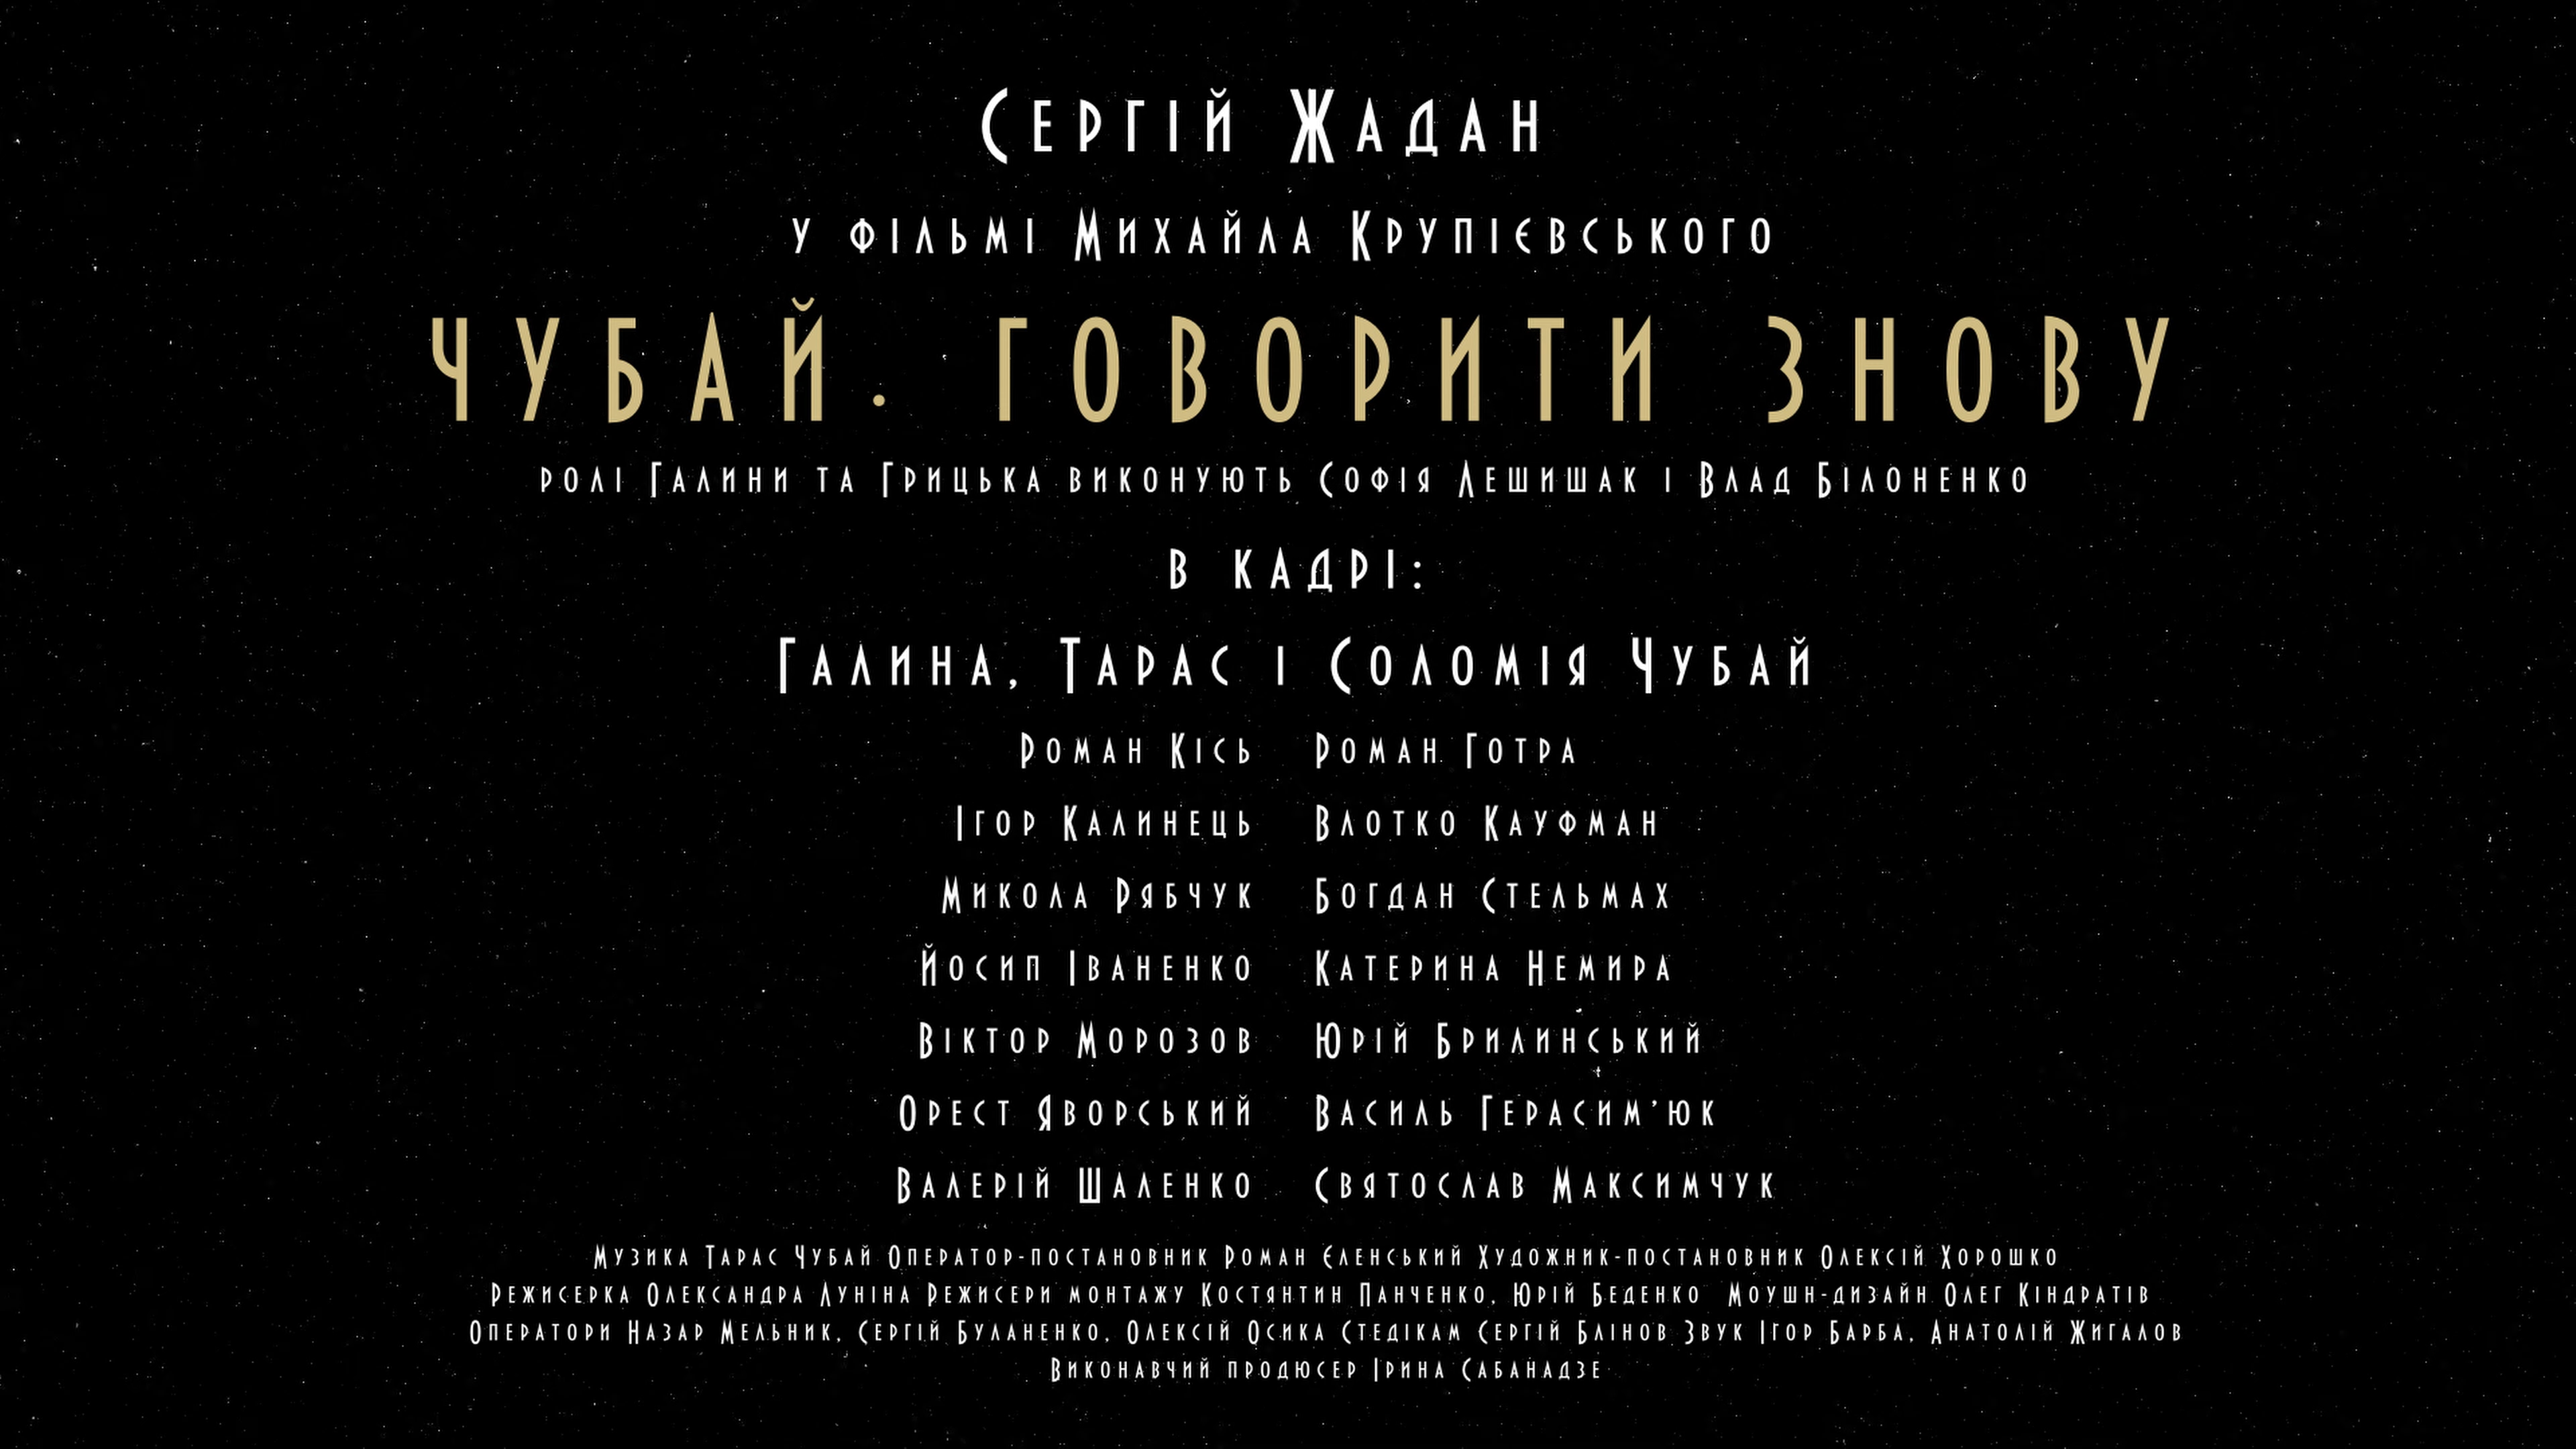 Сергій Жадан
у фільмі Михайла Крупієвського
ЧУБАЙ. ГОВОРИТИ ЗНОВУ
ролі Галини та Грицька виконують Софія Лешишак і Влад Білоненко
в кадрі:
Галина, Тарас і Соломія Чубай
Роман Кісь Роман Готра
Ігор Калинець Влотко Кауфман
Микола Рябчук Богдан Стельмах
Йосип Іваненко Катерина Немира
Віктор Морозов Юрій Брилинський
Орест Яворський Василь Герасим’юк
Валерій Шаленко Святослав Максимчук
Музика Тарас Чубай Оператор-постановник Роман Єленський Художник-постановник Олексій Хорошко
Режисерка Олександра Луніна Режисери монтажу Костянтин Панченко, Юрій Беденко Моушн-дизайн Олег Кіндратів
Оператори Назар Мельник, Сергій Буланенко, Олексій Осика Стедікам Сергій Блінов Звук Ігор Барба, Анатолій Жигалов
Виконавчий продюсер Ірина Сабанадзе